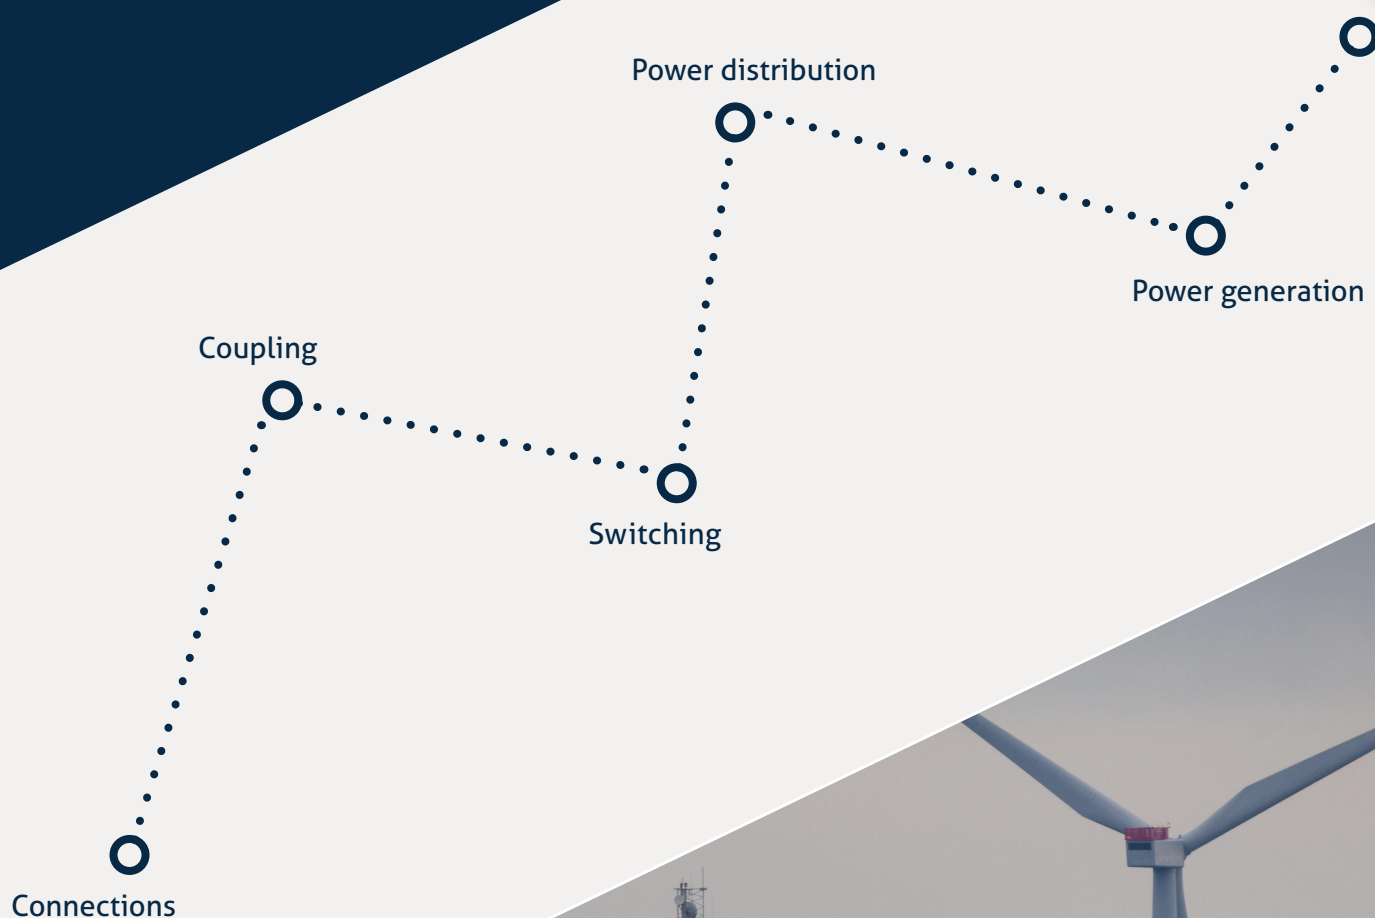 Power distribution
Power generation
Coupling
Switching
Connections